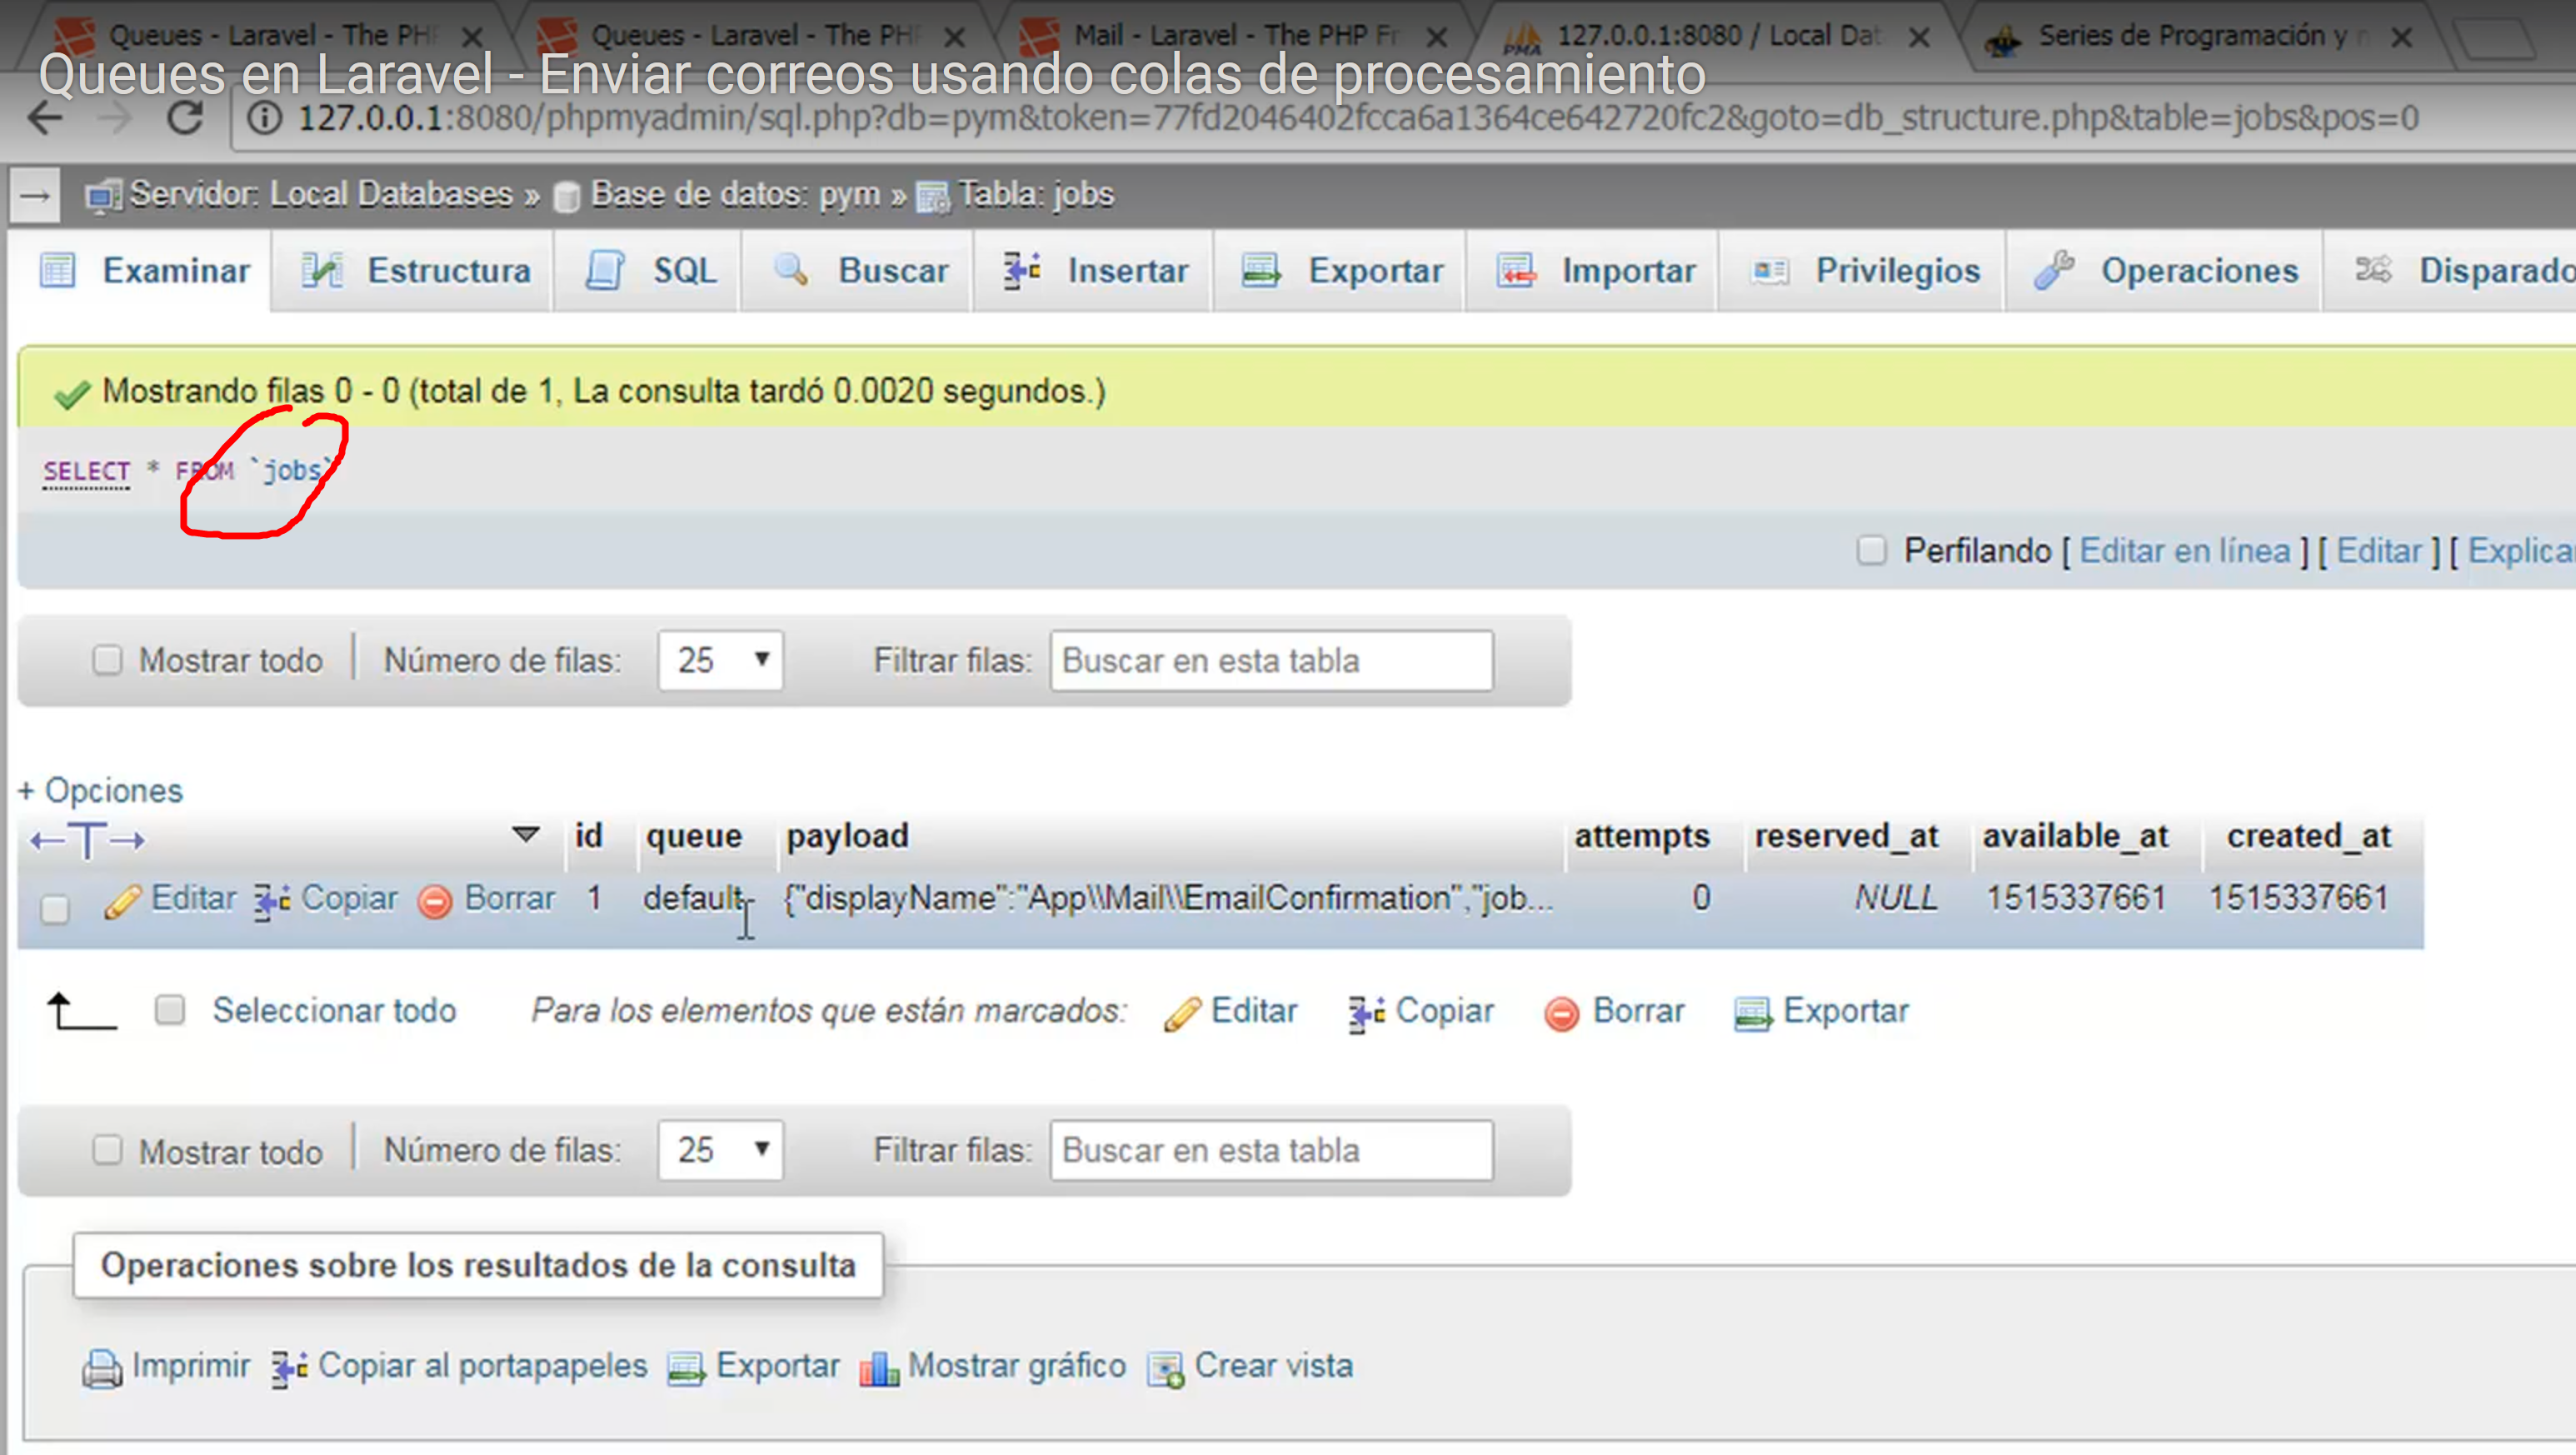 Queues - Laravel - The PHP
Queues - Laravel - The PHP
Mail - Laravel - The PHP Fr
127.0.0.1:8080 / Local Dat
Series de Programación y
Queues en Laravel - Enviar correos usando colas de procesamiento
127.0.0.1:8080/phpmyadmin/sql.php?db=pym&token=77fd2046402fcca6a1364ce642720fc2&goto=db_structure.php&table=jobs&pos=0
Servidor: Local Databases » Base de datos: pym » Tabla: jobs
Examinar Estructura SQL Buscar Insertar Exportar Importar Privilegios Operaciones Disparado
Mostrando filas 0 - 0 (total de 1, La consulta tardó 0.0020 segundos.)
SELECT * FROM `jobs`
Perfilando [ Editar en línea ] [ Editar ] [ Explica
Mostrar todo | Número de filas: 25 Filtrar filas: Buscar en esta tabla
+ Opciones
←T→ id queue payload attempts reserved_at available_at created_at
Editar Copiar Borrar 1 default {"displayName":"App\\Mail\\EmailConfirmation","job... 0 NULL 1515337661 1515337661
Seleccionar todo Para los elementos que están marcados: Editar Copiar Borrar Exportar
Mostrar todo | Número de filas: 25 Filtrar filas: Buscar en esta tabla
Operaciones sobre los resultados de la consulta
Imprimir Copiar al portapapeles Exportar Mostrar gráfico Crear vista